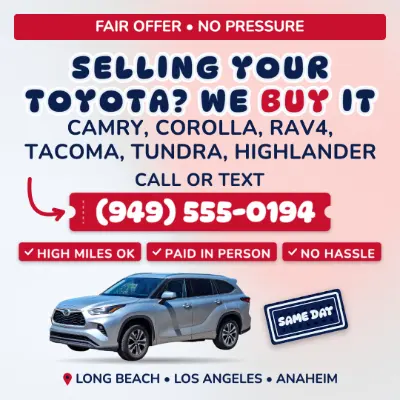 FAIR OFFER • NO PRESSURE
SELLING YOUR
TOYOTA? WE BUY IT
CAMRY, COROLLA, RAV4,
TACOMA, TUNDRA, HIGHLANDER
CALL OR TEXT
(949) 555-0194
✓ HIGH MILES OK ✓ PAID IN PERSON ✓ NO HASSLE
SAME DAY
LONG BEACH • LOS ANGELES • ANAHEIM